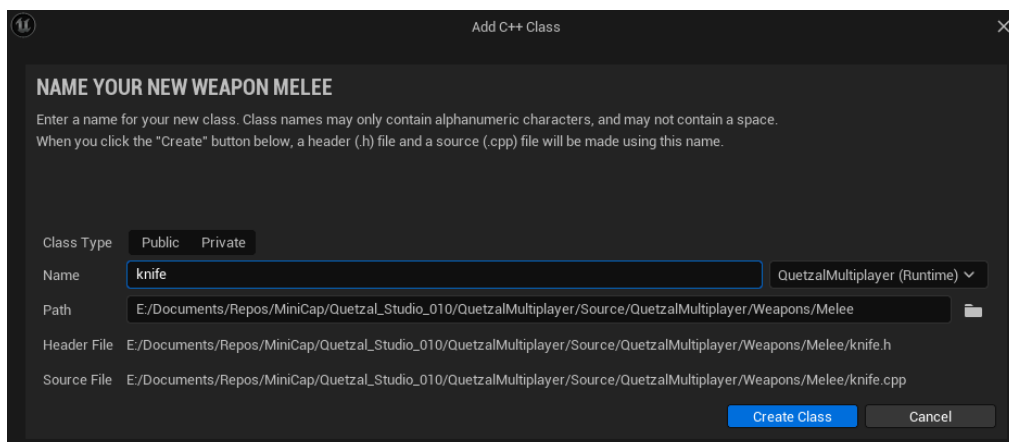 Add C++ Class
NAME YOUR NEW WEAPON MELEE
Enter a name for your new class. Class names may only contain alphanumeric characters, and may not contain a space.
When you click the "Create" button below, a header (.h) file and a source (.cpp) file will be made using this name.
Class Type Public Private
Name knife QuetzalMultiplayer (Runtime)
Path E:/Documents/Repos/MiniCap/Quetzal_Studio_010/QuetzalMultiplayer/Source/QuetzalMultiplayer/Weapons/Melee
Header File E:/Documents/Repos/MiniCap/Quetzal_Studio_010/QuetzalMultiplayer/Source/QuetzalMultiplayer/Weapons/Melee/knife.h
Source File E:/Documents/Repos/MiniCap/Quetzal_Studio_010/QuetzalMultiplayer/Source/QuetzalMultiplayer/Weapons/Melee/knife.cpp
Create Class Cancel